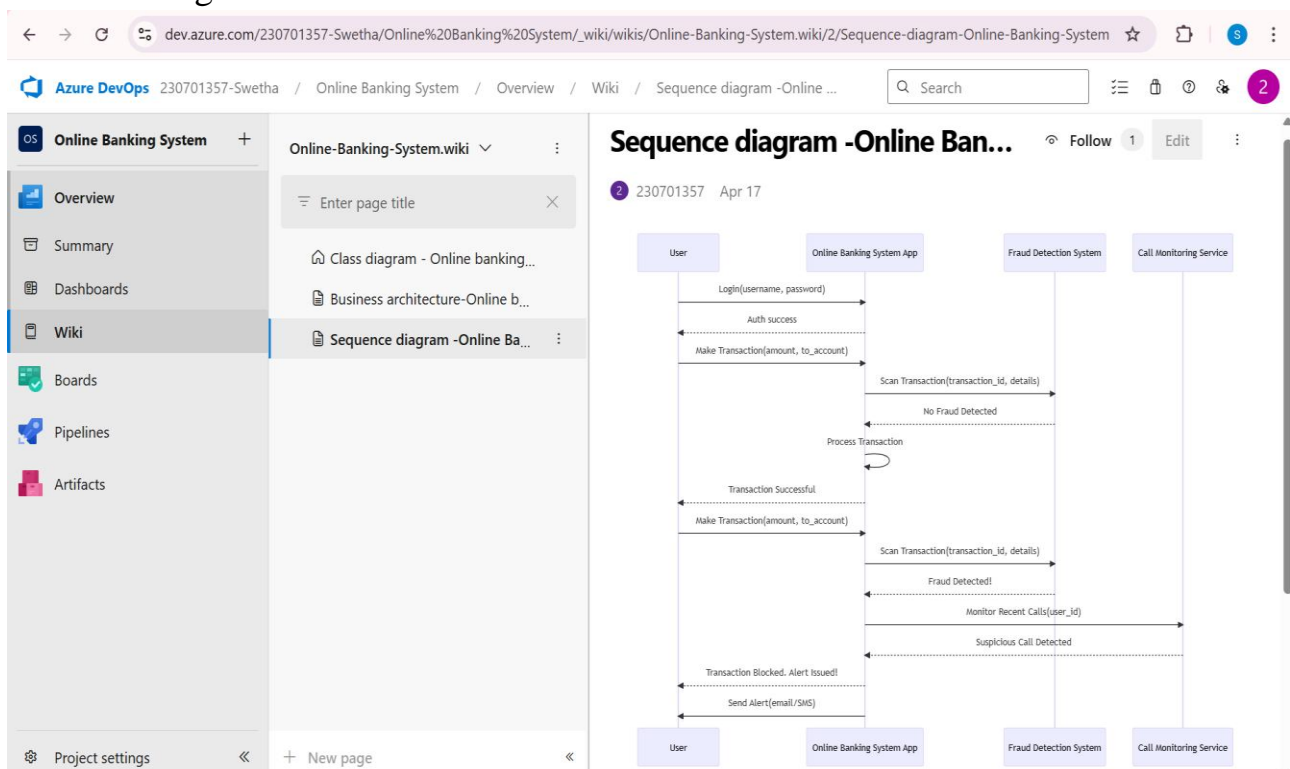 dev.azure.com/230701357-Swetha/Online%20Banking%20System/_wiki/wikis/Online-Banking-System.wiki/2/Sequence-diagram-Online-Banking-System
S
Azure DevOps 230701357-Swetha / Online Banking System / Overview / Wiki / Sequence diagram -Online ...
Search
2
OS Online Banking System +
Overview
Summary
Dashboards
Wiki
Boards
Pipelines
Artifacts
Project settings
Online-Banking-System.wiki
Enter page title
Class diagram - Online banking...
Business architecture-Online b...
Sequence diagram -Online Ba...
+ New page
Sequence diagram -Online Ban...
Follow 1 Edit
2 230701357 Apr 17
User Online Banking System App Fraud Detection System Call Monitoring Service
Login(username, password)
Auth success
Make Transaction(amount, to_account)
Scan Transaction(transaction_id, details)
No Fraud Detected
Process Transaction
Transaction Successful
Make Transaction(amount, to_account)
Scan Transaction(transaction_id, details)
Fraud Detected!
Monitor Recent Calls(user_id)
Suspicious Call Detected
Transaction Blocked. Alert Issued!
Send Alert(email/SMS)
User Online Banking System App Fraud Detection System Call Monitoring Service